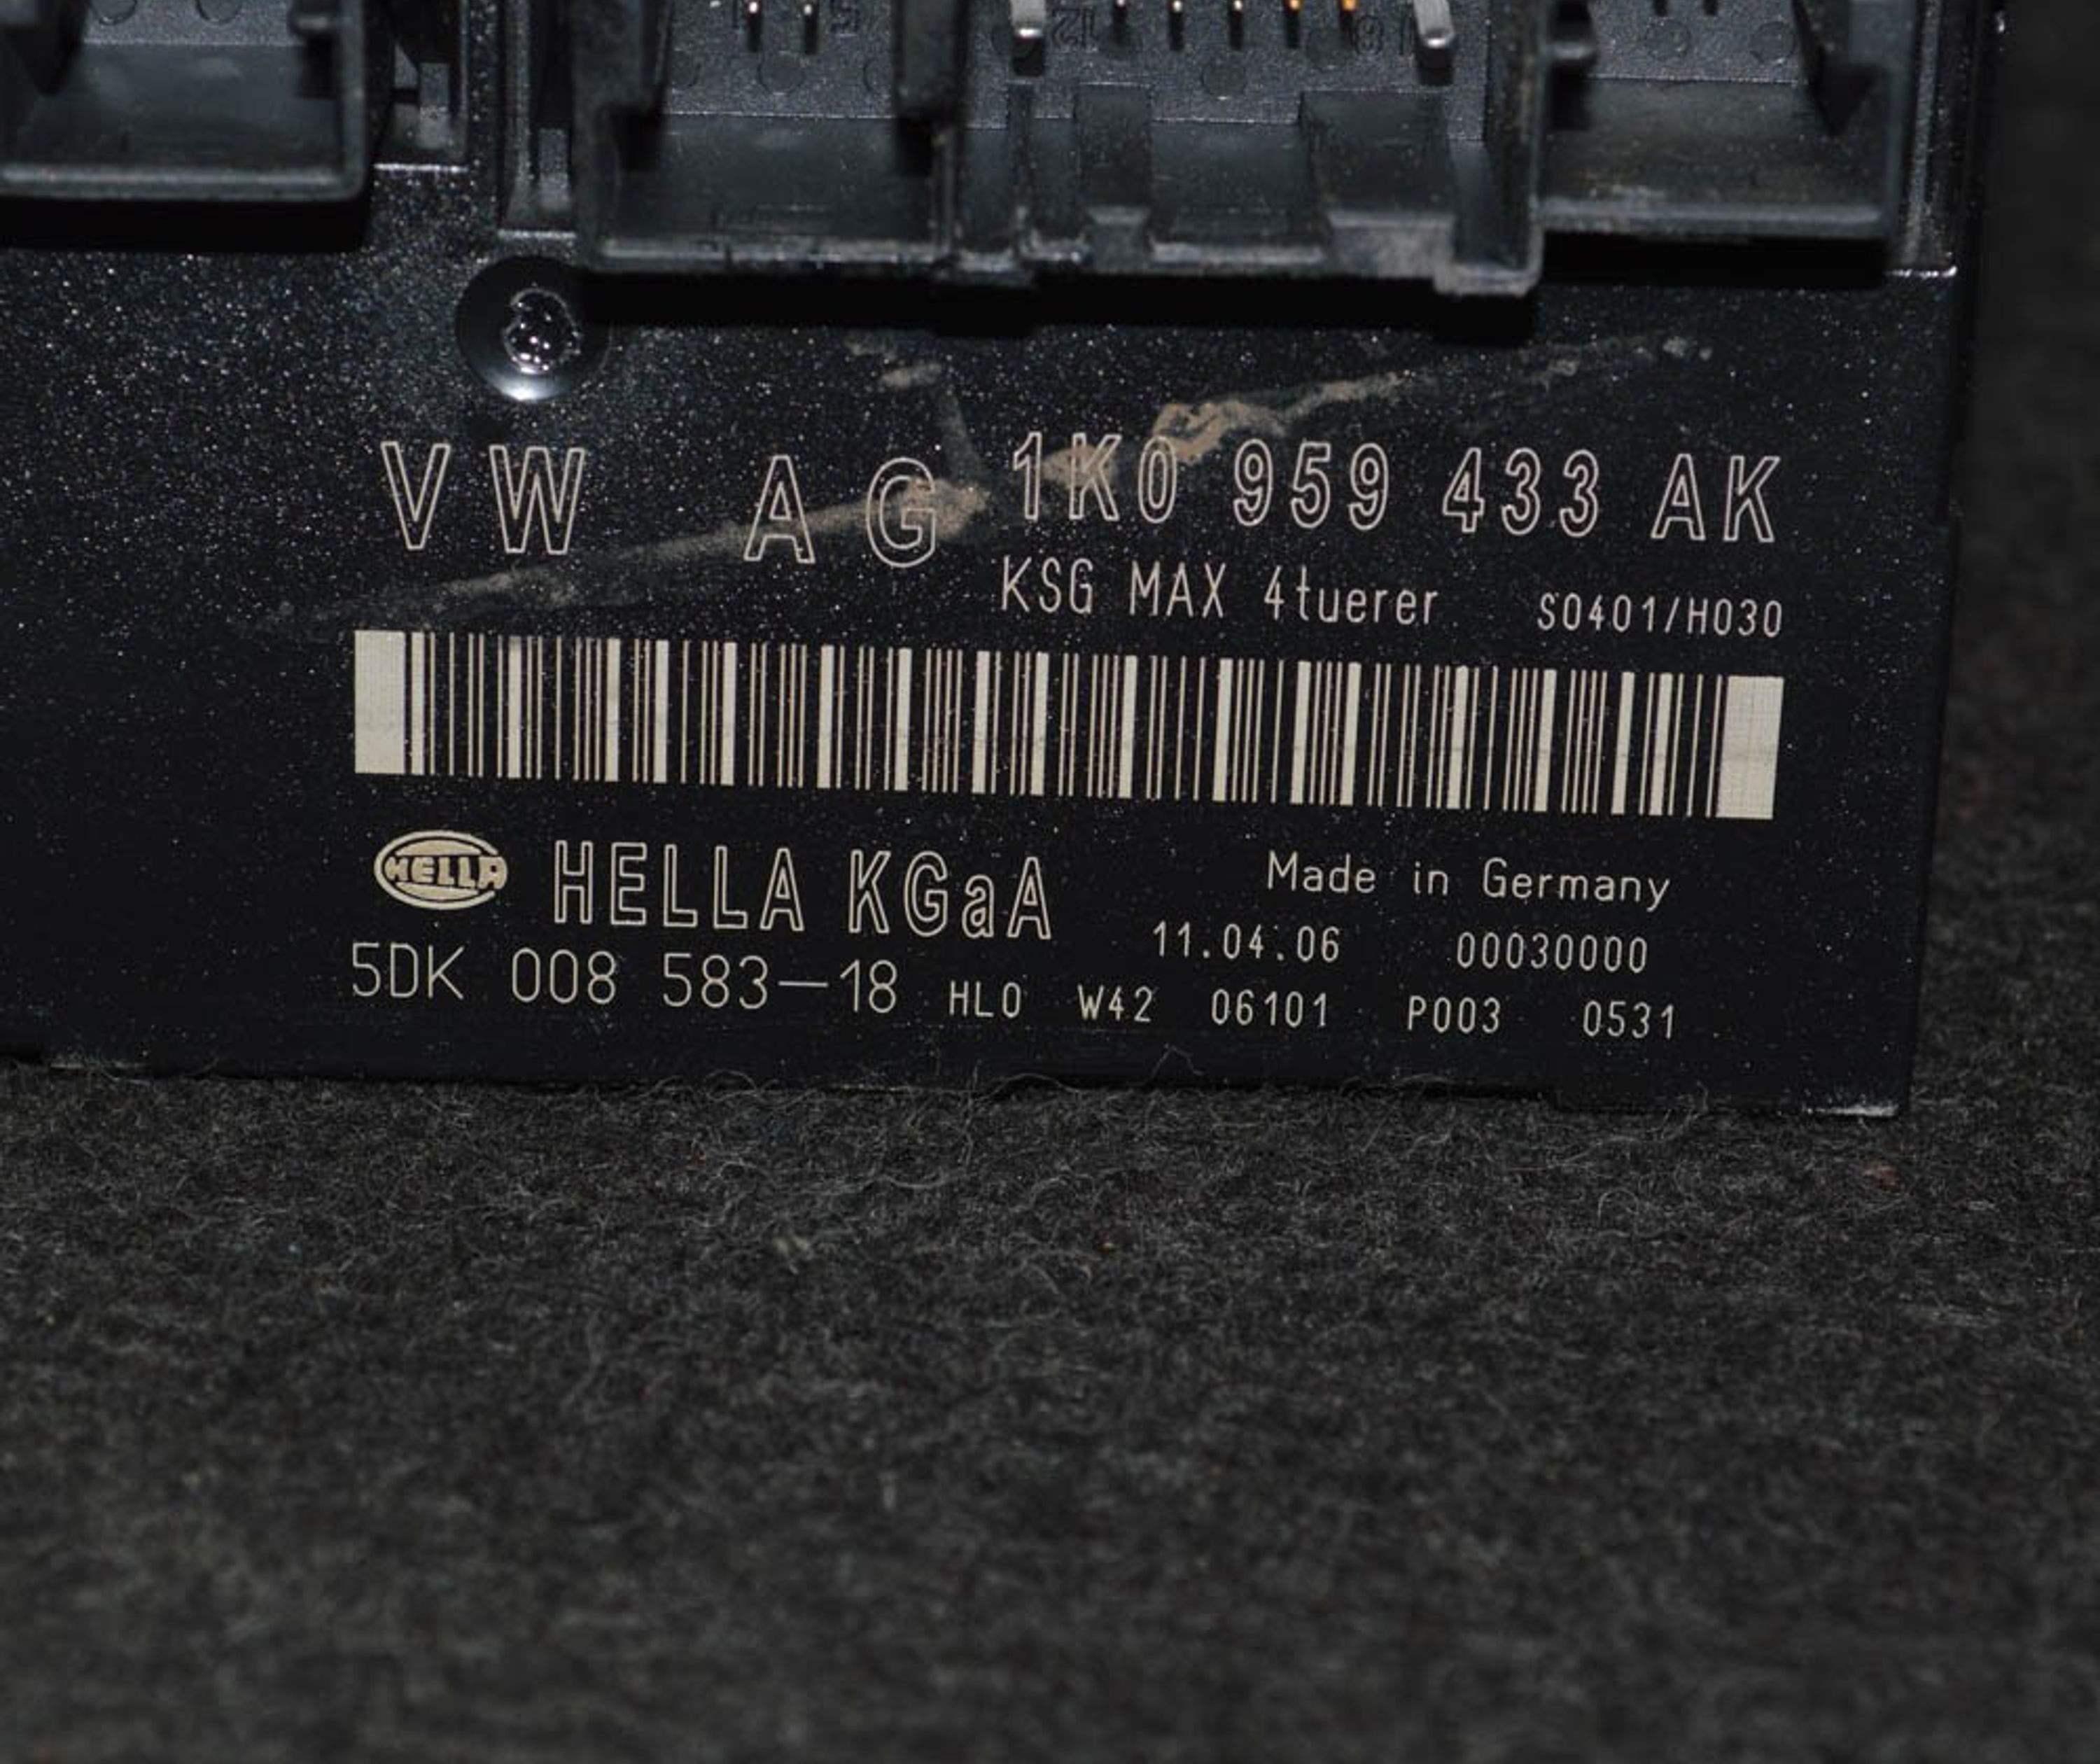 VW AG 1K0 959 433 AK
KSG MAX 4tuerer S0401/H030
HELLA HELLA KGaA Made in Germany
11.04.06 00030000
5DK 008 583-18 HLO W42 06101 P003 0531